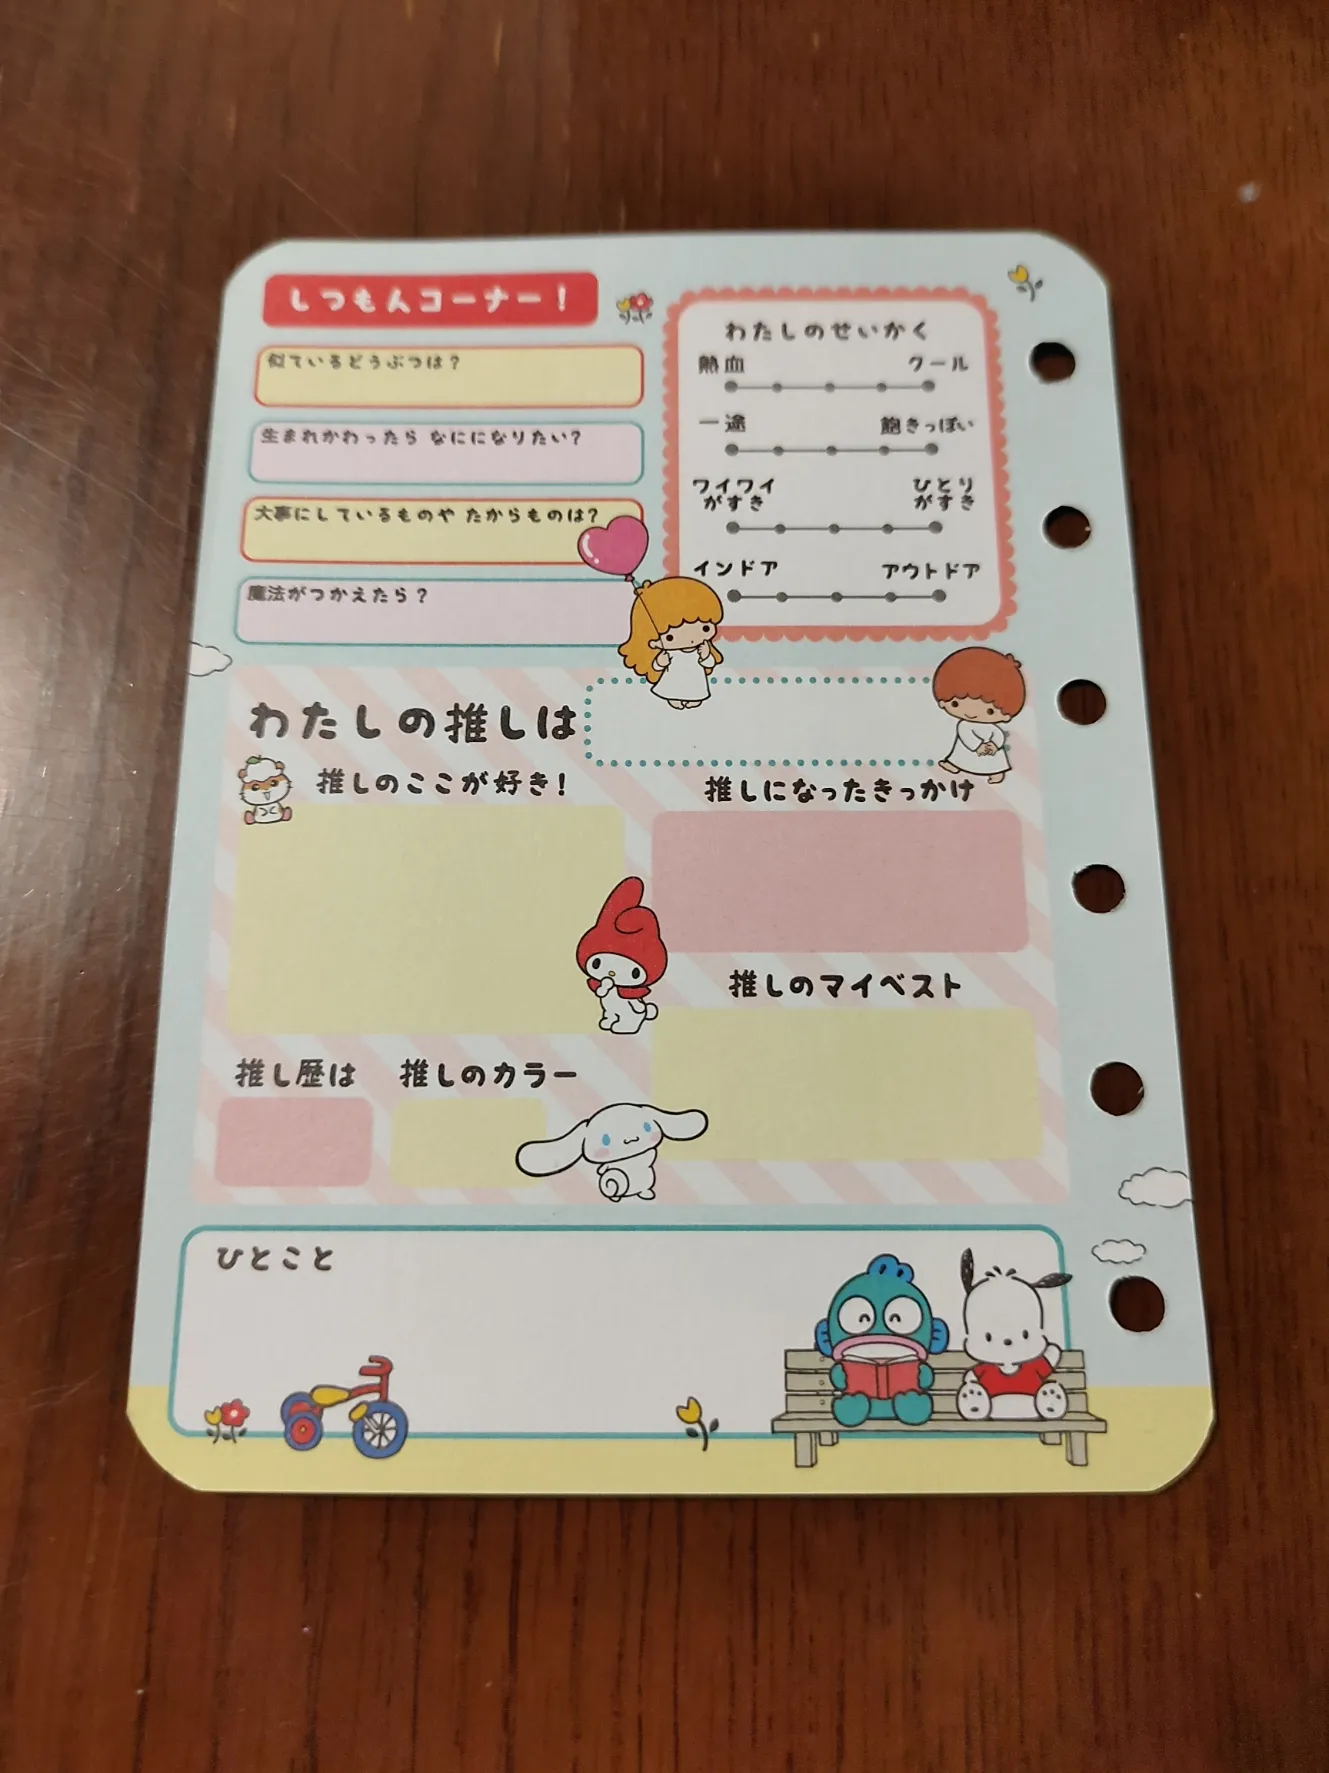 しつもんコーナー！
似ているどうぶつは？
生まれかわったら なにになりたい？
大事にしているものや たからものは？
魔法がつかえたら？
わたしのせいかく
熱血 クール
一途 飽きっぽい
ワイワイ ひとり
がすき がすき
インドア アウトドア
わたしの推しは
推しのここが好き！
推しになったきっかけ
推しのマイベスト
推し歴は 推しのカラー
ひとこと